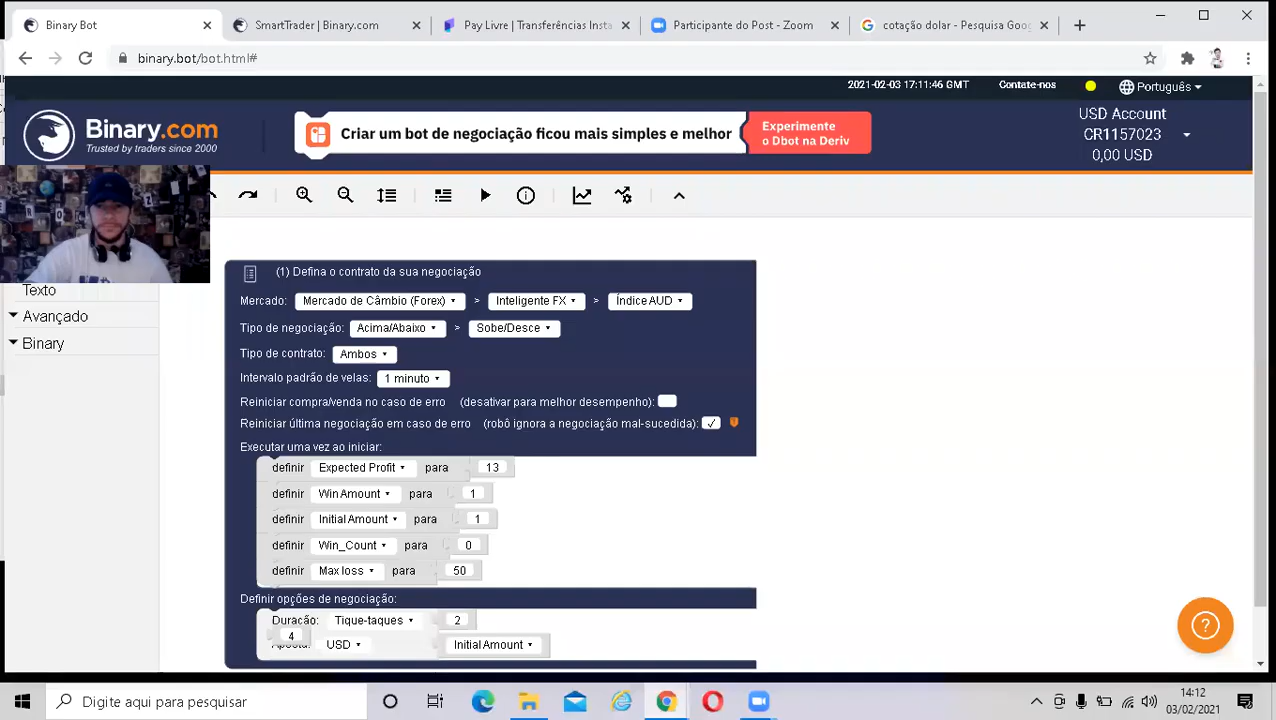 Binary Bot
SmartTrader | Binary.com
Pay Livre | Transferências Insta
Participante do Post - Zoom
cotação dolar - Pesquisa Goog
binary.bot/bot.html#
2021-02-03 17:11:46 GMT
Contate-nos
Português
Binary.com
Trusted by traders since 2000
Criar um bot de negociação ficou mais simples e melhor
Experimente
o Dbot na Deriv
USD Account
CR1157023
0,00 USD
Texto
Avançado
Binary
(1) Defina o contrato da sua negociação
Mercado: Mercado de Câmbio (Forex) > Inteligente FX > Índice AUD
Tipo de negociação: Acima/Abaixo > Sobe/Desce
Tipo de contrato: Ambos
Intervalo padrão de velas: 1 minuto
Reiniciar compra/venda no caso de erro (desativar para melhor desempenho):
Reiniciar última negociação em caso de erro (robô ignora a negociação mal-sucedida): ✓
Executar uma vez ao iniciar:
definir Expected Profit para 13
definir Win Amount para 1
definir Initial Amount para 1
definir Win_Count para 0
definir Max loss para 50
Definir opções de negociação:
Duração: Tique-taques 2
4
USD Initial Amount
?
Digite aqui para pesquisar
14:12
03/02/2021